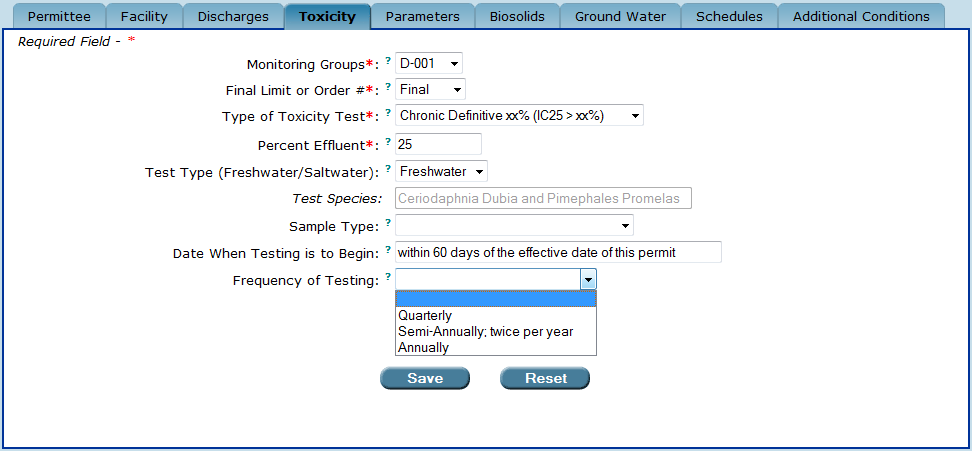 Permittee Facility Discharges Toxicity Parameters Biosolids Ground Water Schedules Additional Conditions
Required Field - *
Monitoring Groups*: ? D-001
Final Limit or Order #*: ? Final
Type of Toxicity Test*: ? Chronic Definitive xx% (IC25 > xx%)
Percent Effluent*: ? 25
Test Type (Freshwater/Saltwater): ? Freshwater
Test Species: Ceriodaphnia Dubia and Pimephales Promelas
Sample Type: ?
Date When Testing is to Begin: ? within 60 days of the effective date of this permit
Frequency of Testing: ?
Quarterly
Semi-Annually; twice per year
Annually
Save Reset